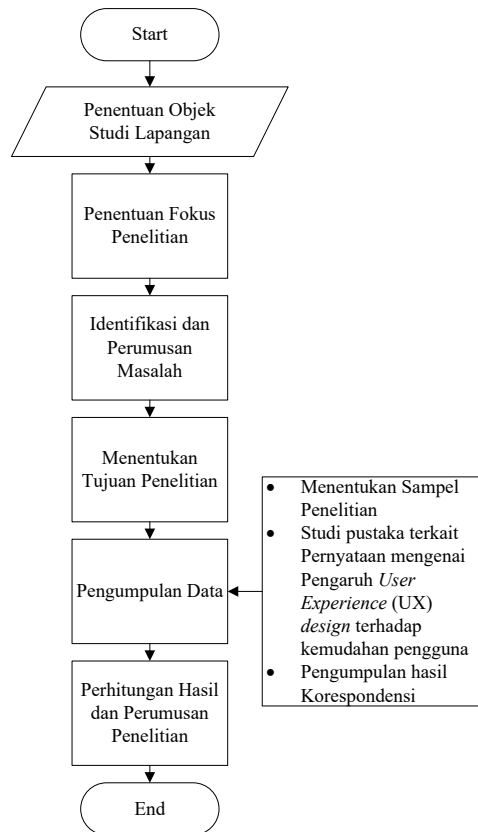 Start
Penentuan Objek
Studi Lapangan
Penentuan Fokus
Penelitian
Identifikasi dan
Perumusan
Masalah
Menentukan
Tujuan Penelitian
Pengumpulan Data
• Menentukan Sampel
Penelitian
• Studi pustaka terkait
Pernyataan mengenai
Pengaruh User
Experience (UX)
design terhadap
kemudahan pengguna
• Pengumpulan hasil
Korespondensi
Perhitungan Hasil
dan Perumusan
Penelitian
End